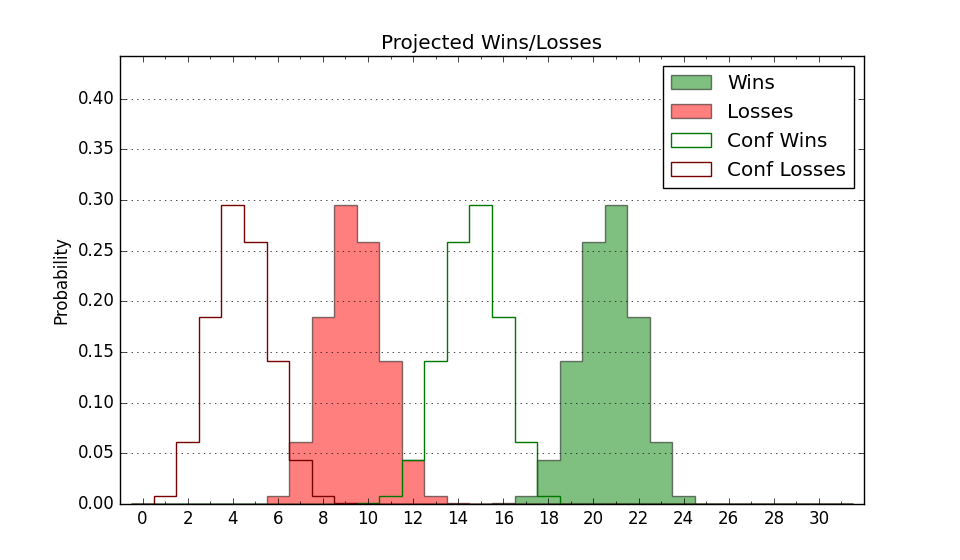 Projected Wins/Losses
Wins
Losses
Conf Wins
Conf Losses
Probability
0.40
0.35
0.30
0.25
0.20
0.15
0.10
0.05
0.00
0 2 4 6 8 10 12 14 16 18 20 22 24 26 28 30